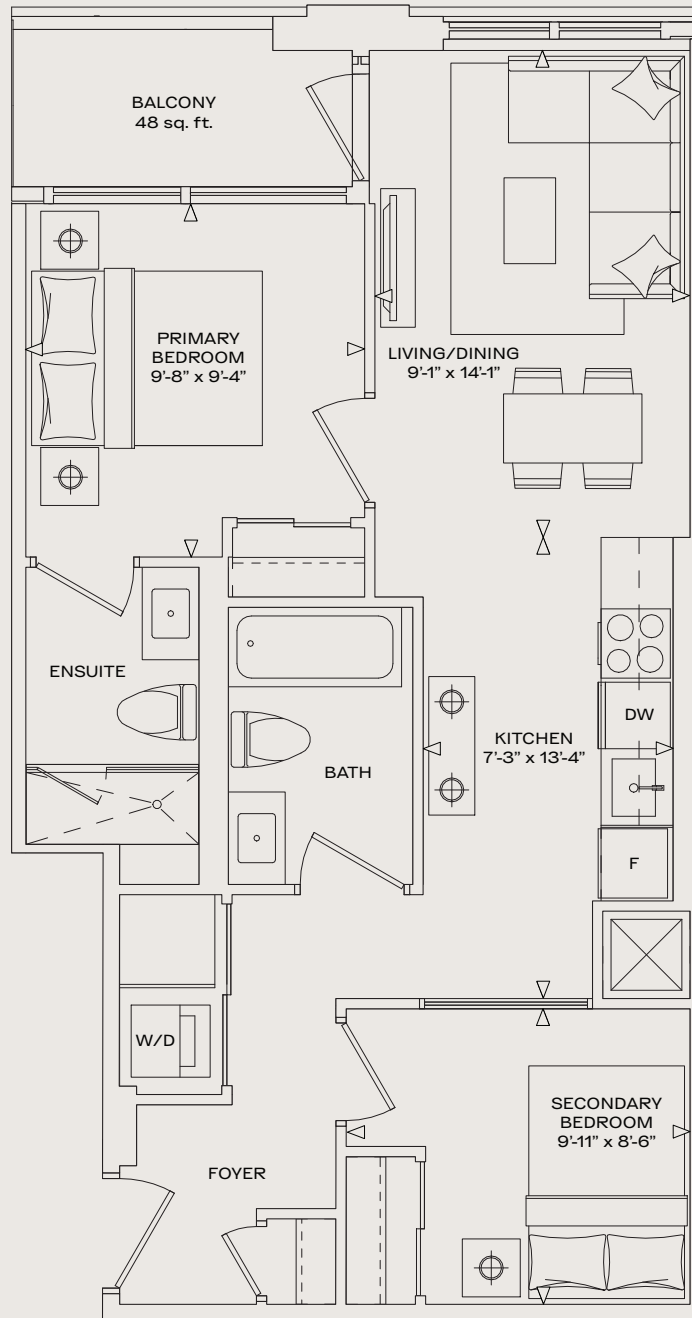 BALCONY
48 sq. ft.
PRIMARY
BEDROOM
9'-8" x 9'-4"
LIVING/DINING
9'-1" x 14'-1"
ENSUITE
BATH
KITCHEN
7'-3" x 13'-4"
DW
F
W/D
FOYER
SECONDARY
BEDROOM
9'-11" x 8'-6"